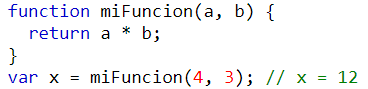 function miFuncion(a, b) {
  return a * b;
}
var x = miFuncion(4, 3); // x = 12